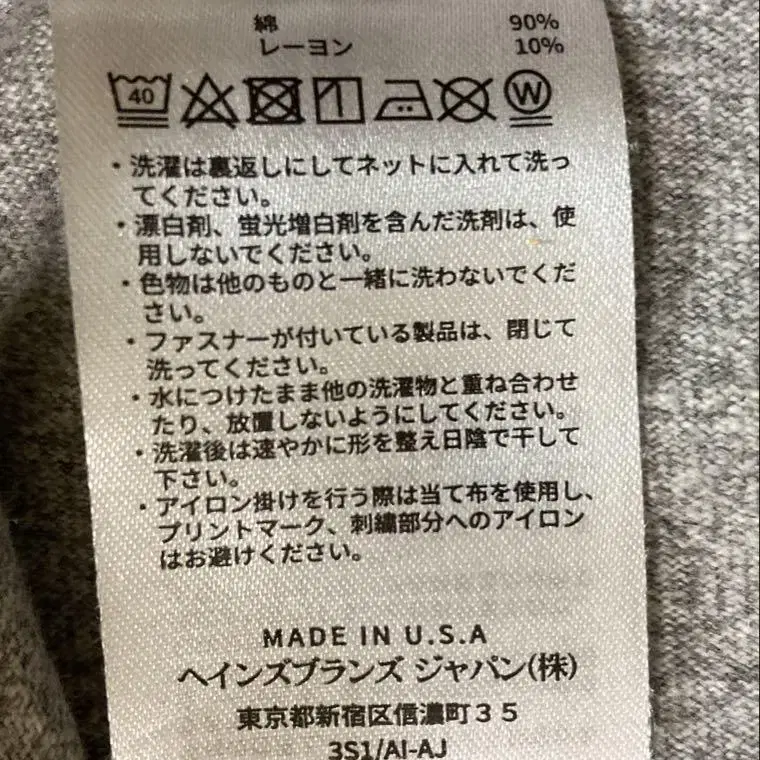 綿 90%
レーヨン 10%
40 W
・洗濯は裏返しにしてネットに入れて洗っ
てください。
・漂白剤、蛍光増白剤を含んだ洗剤は、使
用しないでください。
・色物は他のものと一緒に洗わないでくだ
さい。
・ファスナーが付いている製品は、閉じて
洗ってください。
・水につけたまま他の洗濯物と重ね合わせ
たり、放置しないようにしてください。
・洗濯後は速やかに形を整え日陰で干して
下さい。
・アイロン掛けを行う際は当て布を使用し、
プリントマーク、刺繍部分へのアイロン
はお避けください。
MADE IN U.S.A
ヘインズブランズ ジャパン(株)
東京都新宿区信濃町35
3S1/AI-AJ